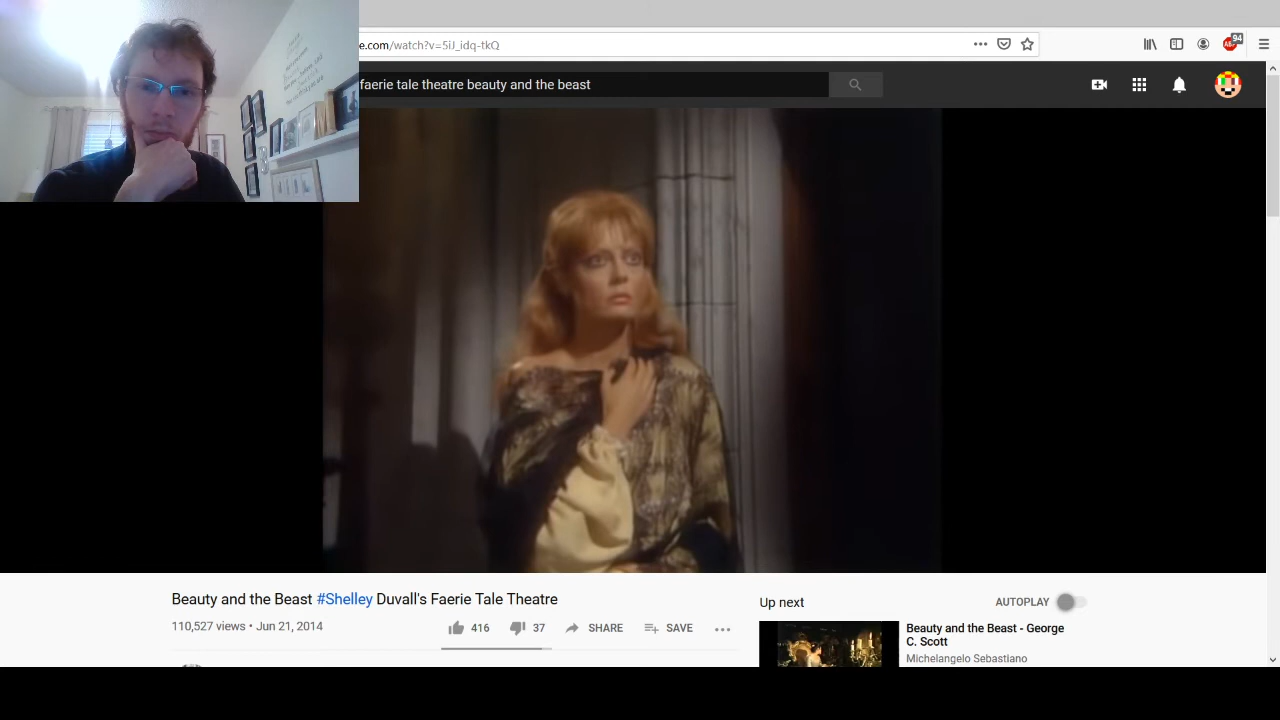 e.com/watch?v=5iJ_idq-tkQ
94
faerie tale theatre beauty and the beast
Beauty and the Beast #Shelley Duvall's Faerie Tale Theatre
110,527 views • Jun 21, 2014
416
37
SHARE
SAVE
Up next
AUTOPLAY
Beauty and the Beast - George
C. Scott
Michelangelo Sebastiano